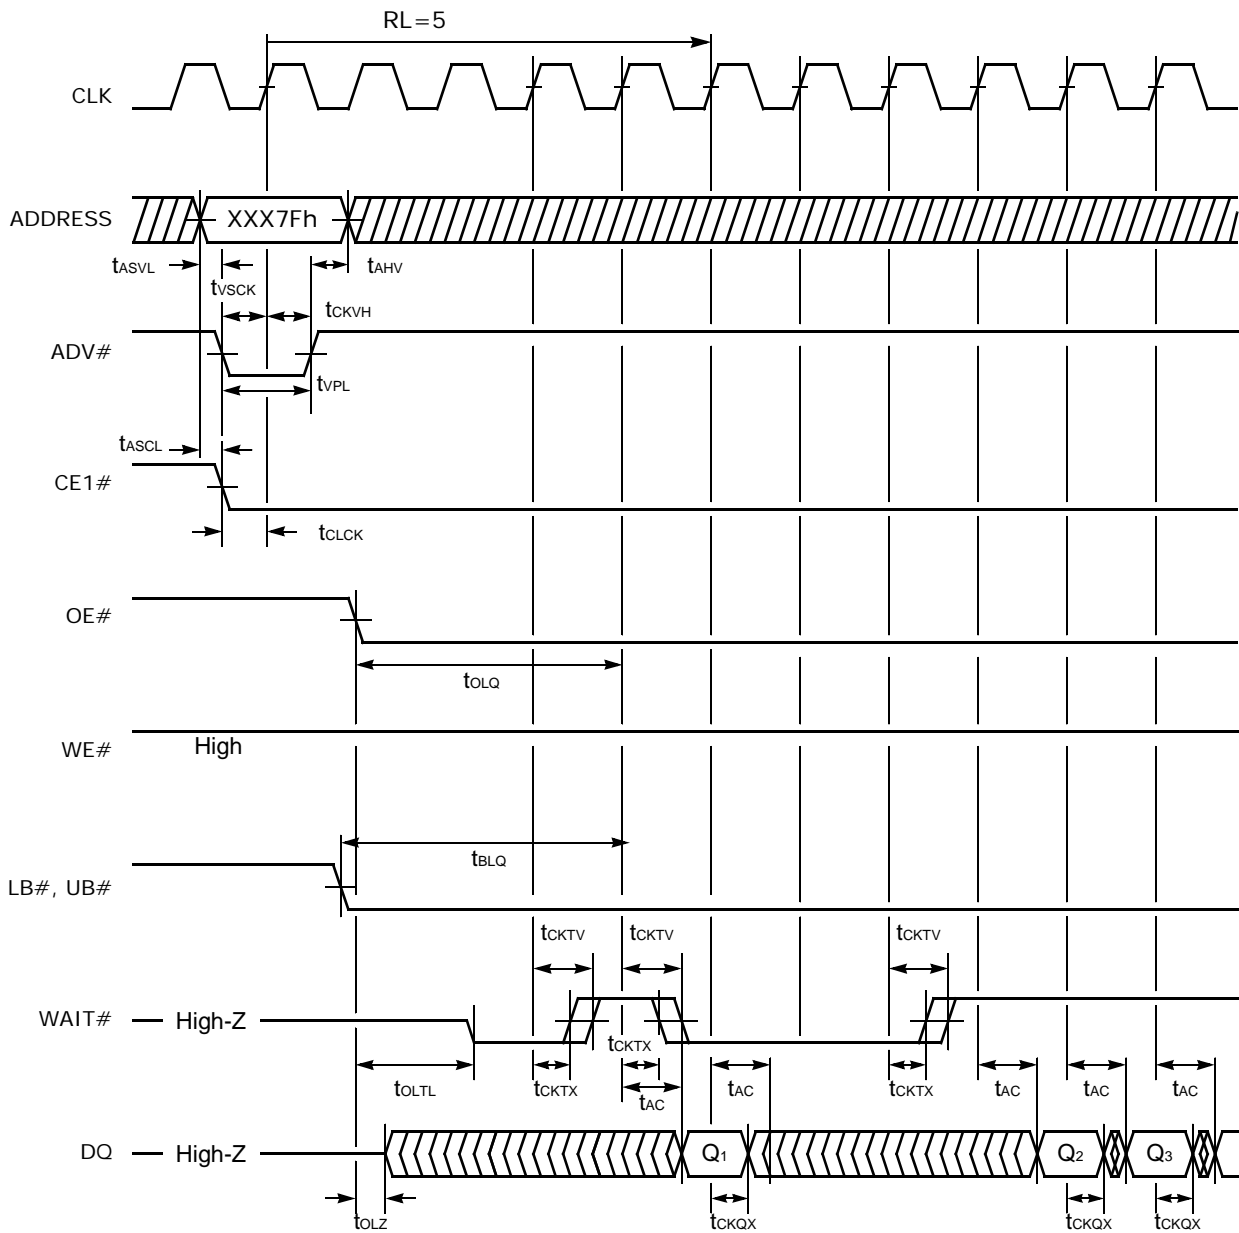 RL=5
CLK
ADDRESS
XXX7Fh
tASVL
tAHV
tVSCK
tCKVH
ADV#
tVPL
tASCL
CE1#
tCLCK
OE#
tOLQ
WE#
High
tBLQ
LB#, UB#
tCKTV
tCKTV
tCKTV
WAIT#
High-Z
tCKTX
tOLTL
tCKTX
tAC
tAC
tCKTX
tAC
tAC
tAC
DQ
High-Z
Q1
Q2
Q3
tOLZ
tCKQX
tCKQX
tCKQX